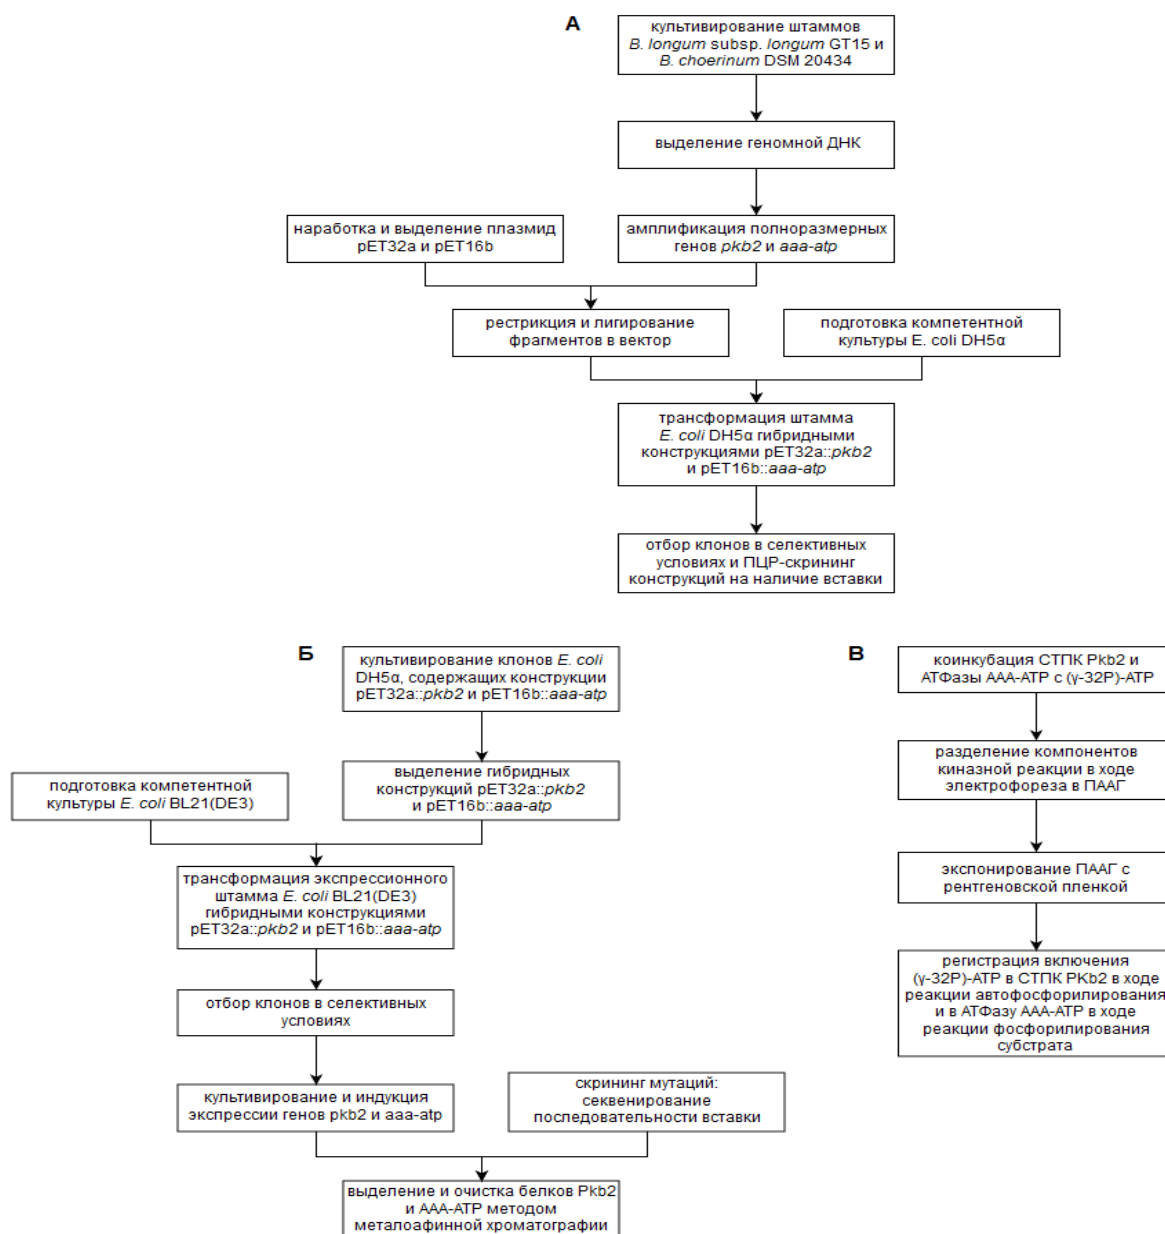 А
культивирование штаммов
B. longum subsp. longum GT15 и
B. choerinum DSM 20434
выделение геномной ДНК
наработка и выделение плазмид
pET32a и pET16b
амплификация полноразмерных
генов pkb2 и aaa-atp
рестрикция и лигирование
фрагментов в вектор
подготовка компетентной
культуры E. coli DH5α
трансформация штамма
E. coli DH5α гибридными
конструкциями pET32a::pkb2
и pET16b::aaa-atp
отбор клонов в селективных
условиях и ПЦР-скрининг
конструкций на наличие вставки
Б
культивирование клонов E. coli
DH5α, содержащих конструкции
pET32a::pkb2 и pET16b::aaa-atp
подготовка компетентной
культуры E. coli BL21(DE3)
выделение гибридных
конструкций pET32a::pkb2
и pET16b::aaa-atp
трансформация экспрессионного
штамма E. coli BL21(DE3)
гибридными конструкциями
pET32a::pkb2 и pET16b::aaa-atp
отбор клонов в селективных
условиях
культивирование и индукция
экспрессии генов pkb2 и aaa-atp
скрининг мутаций:
секвенирование
последовательности вставки
выделение и очистка белков Pkb2
и AAA-ATP методом
металоафинной хроматографии
В
коинкубация СТПК Pkb2 и
АТФазы AAA-ATP с (γ-32P)-ATP
разделение компонентов
киназной реакции в ходе
электрофореза в ПААГ
экспонирование ПААГ с
рентгеновской пленкой
регистрация включения
(γ-32P)-ATP в СТПК PKb2 в ходе
реакции автофосфорилирования
и в АТФазу AAA-ATP в ходе
реакции фосфорилирования
субстрата